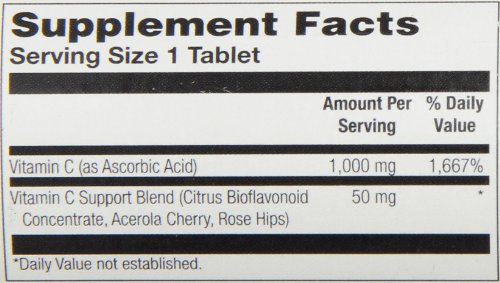 Supplement Facts
Serving Size 1 Tablet
Amount Per Serving % Daily Value
Vitamin C (as Ascorbic Acid) 1,000 mg 1,667%
Vitamin C Support Blend (Citrus Bioflavonoid 50 mg *
Concentrate, Acerola Cherry, Rose Hips)
*Daily Value not established.